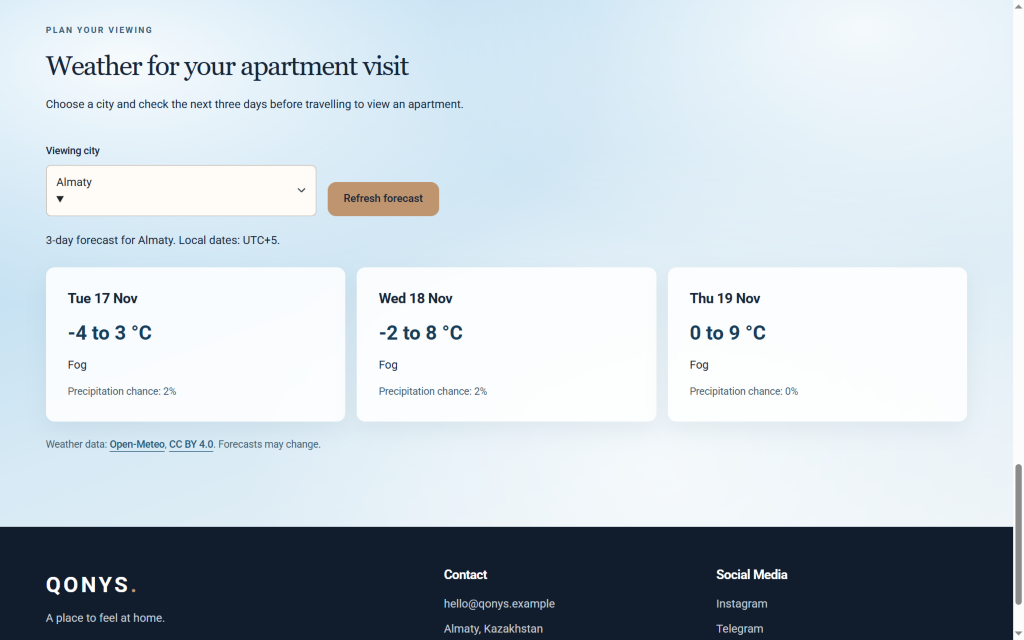 PLAN YOUR VIEWING
Weather for your apartment visit
Choose a city and check the next three days before travelling to view an apartment.
Viewing city
Almaty
Refresh forecast
3-day forecast for Almaty. Local dates: UTC+5.
Tue 17 Nov
-4 to 3 °C
Fog
Precipitation chance: 2%
Wed 18 Nov
-2 to 8 °C
Fog
Precipitation chance: 2%
Thu 19 Nov
0 to 9 °C
Fog
Precipitation chance: 0%
Weather data: Open-Meteo, CC BY 4.0. Forecasts may change.
QONYS.
A place to feel at home.
Contact
hello@qonys.example
Almaty, Kazakhstan
Social Media
Instagram
Telegram